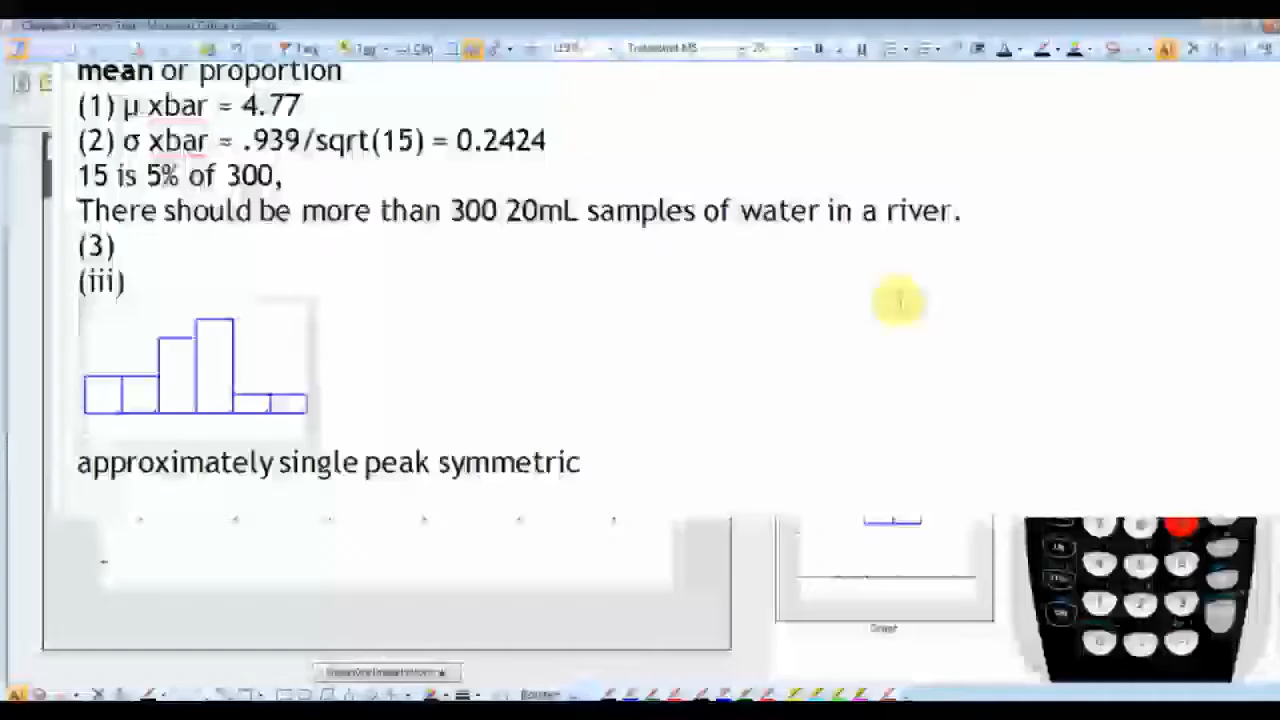 mean or proportion
(1) µ xbar = 4.77
(2) σ xbar = .939/sqrt(15) = 0.2424
15 is 5% of 300,
There should be more than 300 20mL samples of water in a river.
(3)
(iii)
approximately single peak symmetric